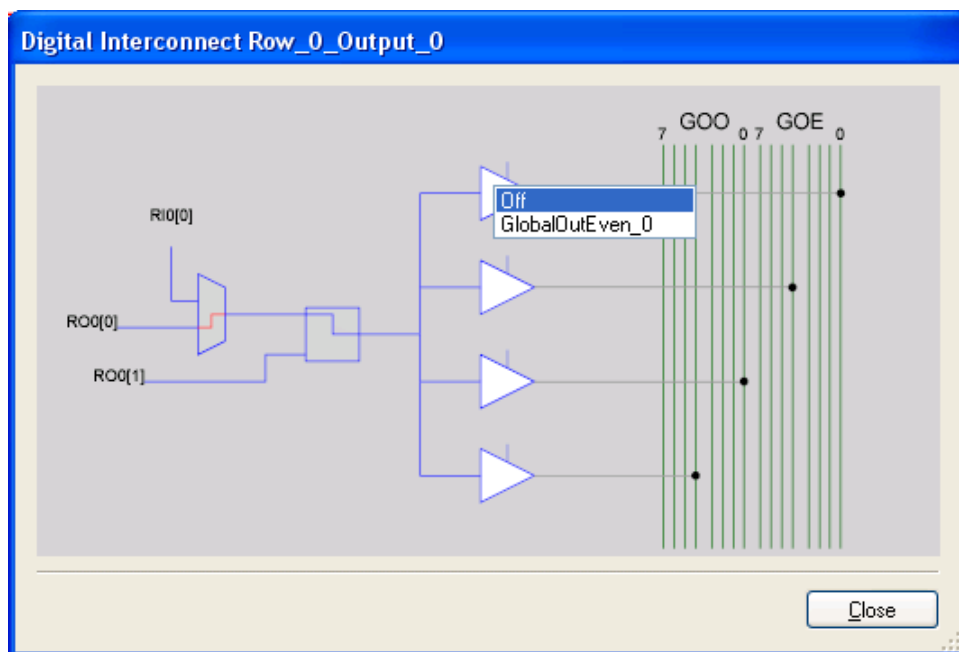 Digital Interconnect Row_0_Output_0
7 GOO 0 7 GOE 0
Off
GlobalOutEven_0
RI0[0]
RO0[0]
RO0[1]
Close